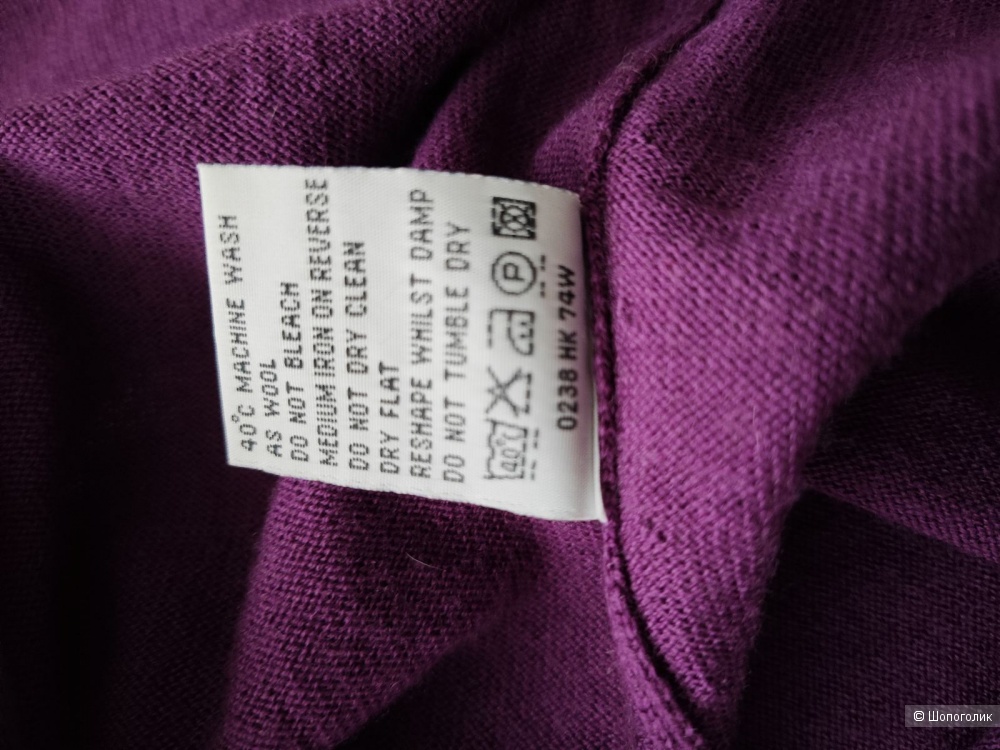 40°C MACHINE WASH
AS WOOL
DO NOT BLEACH
MEDIUM IRON ON REVERSE
DO NOT DRY CLEAN
DRY FLAT
RESHAPE WHILST DAMP
DO NOT TUMBLE DRY
40°C P
0238 HK 74W
© Шопоголик